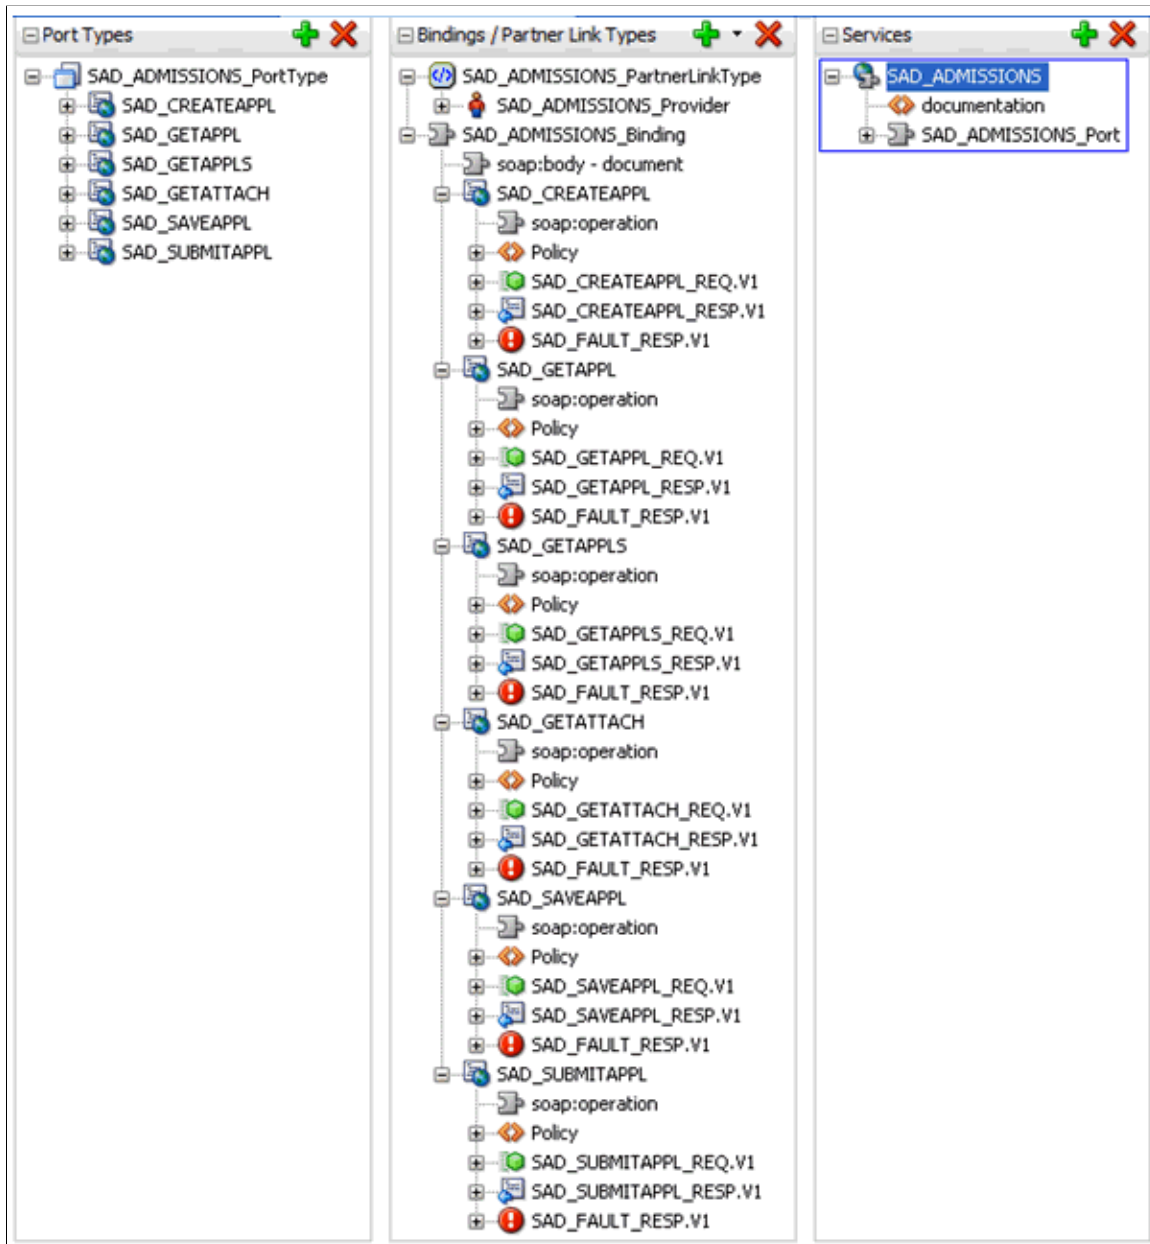 Port Types
SAD_ADMISSIONS_PortType
SAD_CREATEAPPL
SAD_GETAPPL
SAD_GETAPPLS
SAD_GETATTACH
SAD_SAVEAPPL
SAD_SUBMITAPPL
Bindings / Partner Link Types
SAD_ADMISSIONS_PartnerLinkType
SAD_ADMISSIONS_Provider
SAD_ADMISSIONS_Binding
soap:body - document
SAD_CREATEAPPL
soap:operation
Policy
SAD_CREATEAPPL_REQ.V1
SAD_CREATEAPPL_RESP.V1
SAD_FAULT_RESP.V1
SAD_GETAPPL
soap:operation
Policy
SAD_GETAPPL_REQ.V1
SAD_GETAPPL_RESP.V1
SAD_FAULT_RESP.V1
SAD_GETAPPLS
soap:operation
Policy
SAD_GETAPPLS_REQ.V1
SAD_GETAPPLS_RESP.V1
SAD_FAULT_RESP.V1
SAD_GETATTACH
soap:operation
Policy
SAD_GETATTACH_REQ.V1
SAD_GETATTACH_RESP.V1
SAD_FAULT_RESP.V1
SAD_SAVEAPPL
soap:operation
Policy
SAD_SAVEAPPL_REQ.V1
SAD_SAVEAPPL_RESP.V1
SAD_FAULT_RESP.V1
SAD_SUBMITAPPL
soap:operation
Policy
SAD_SUBMITAPPL_REQ.V1
SAD_SUBMITAPPL_RESP.V1
SAD_FAULT_RESP.V1
Services
SAD_ADMISSIONS
documentation
SAD_ADMISSIONS_Port